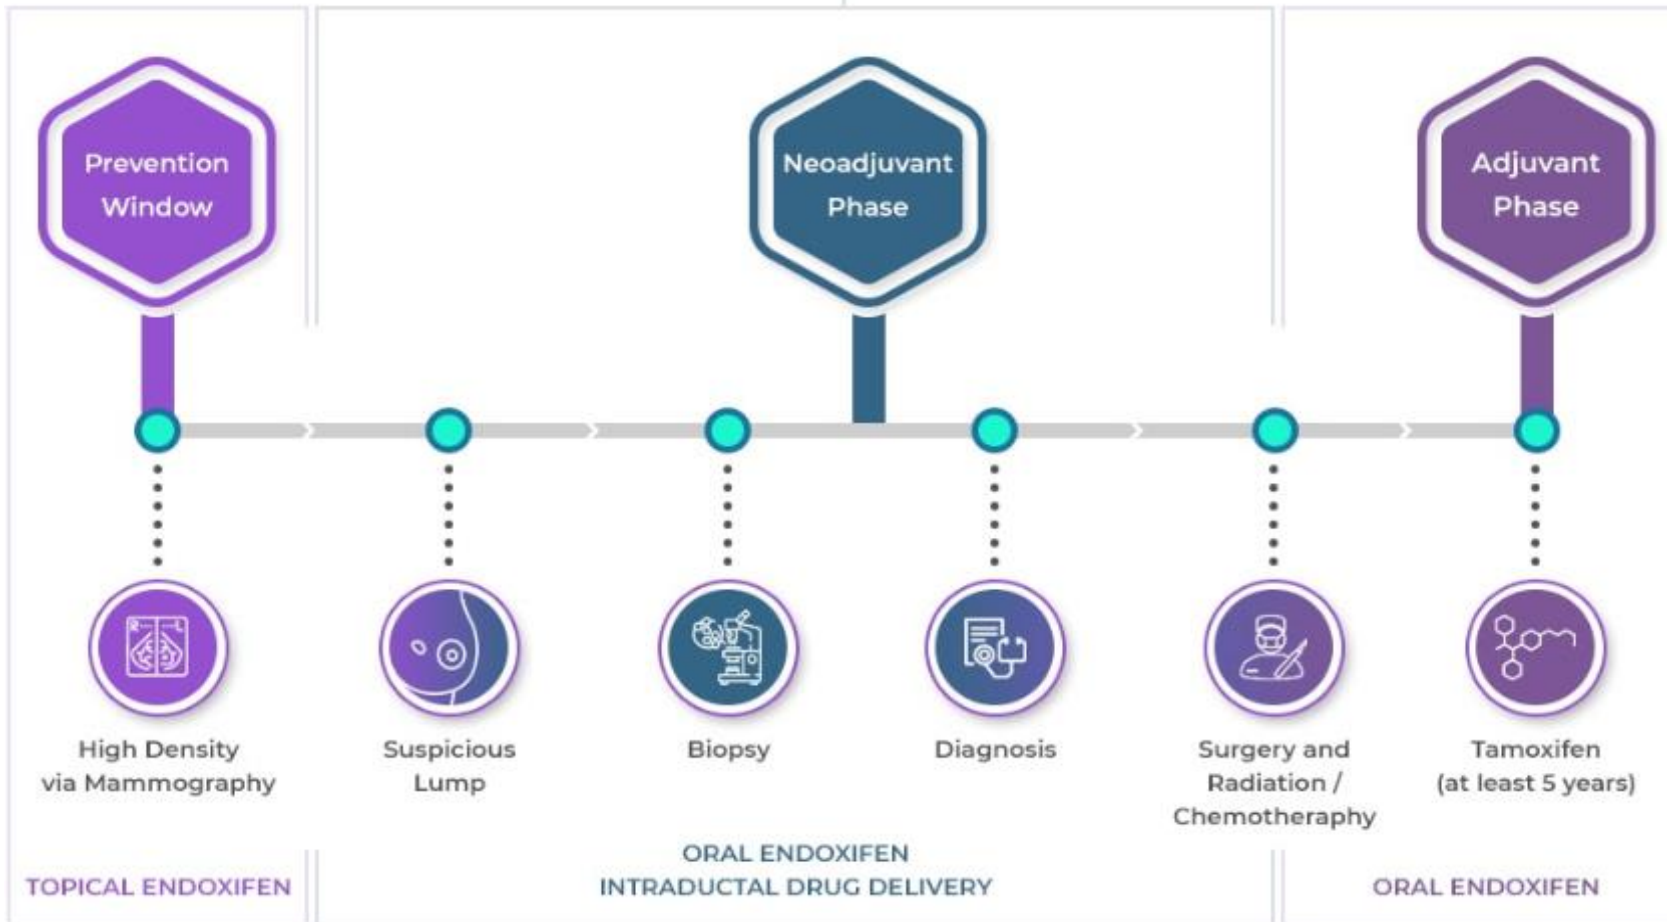 Prevention
Window
Neoadjuvant
Phase
Adjuvant
Phase
High Density
via Mammography
Suspicious
Lump
Biopsy
Diagnosis
Surgery and
Radiation /
Chemotheraphy
Tamoxifen
(at least 5 years)
TOPICAL ENDOXIFEN
ORAL ENDOXIFEN
INTRADUCTAL DRUG DELIVERY
ORAL ENDOXIFEN